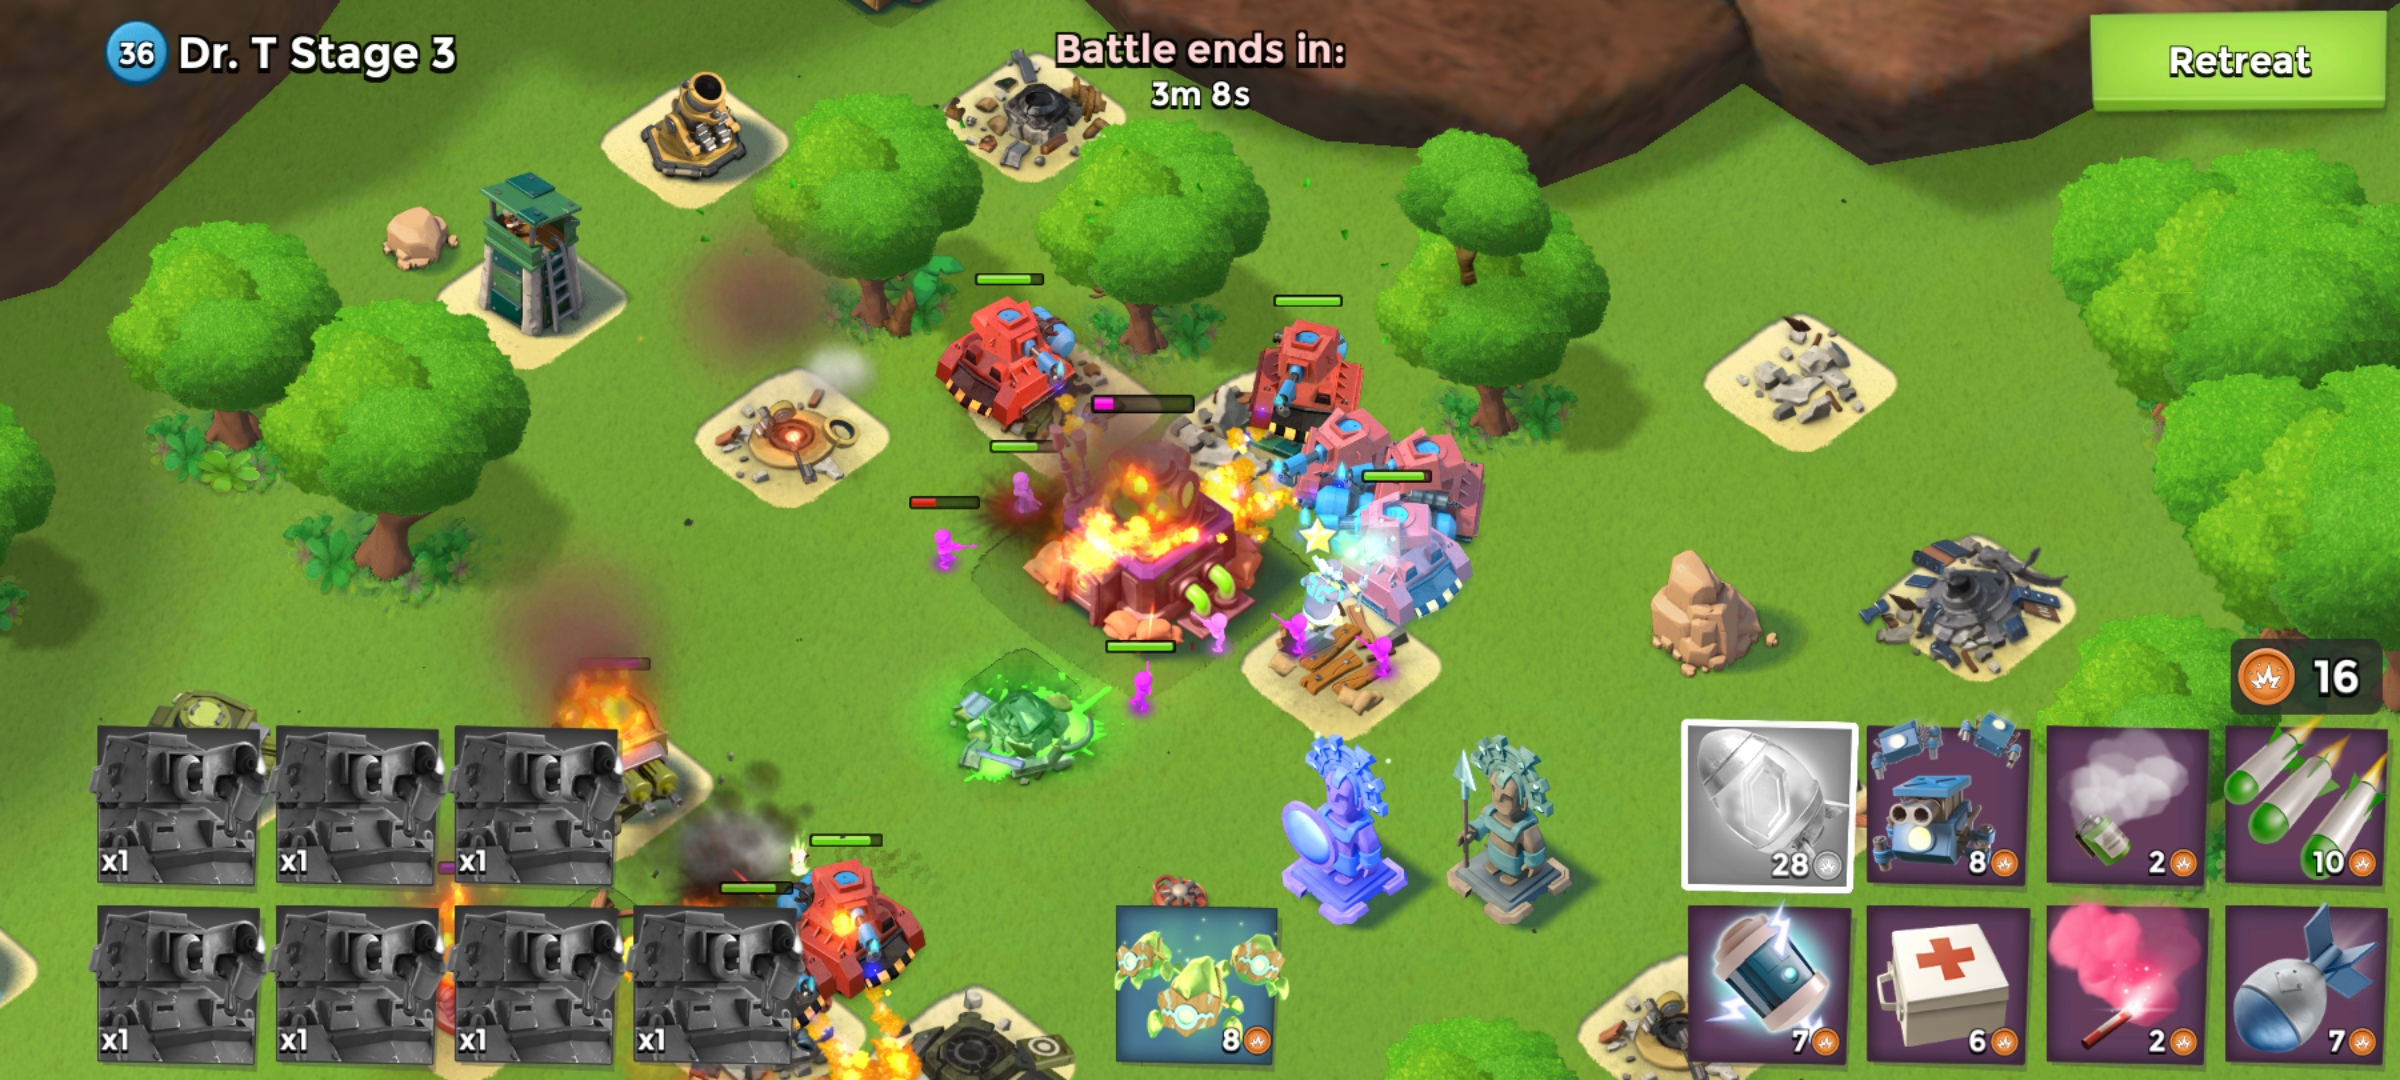 36 Dr. T Stage 3
Battle ends in:
3m 8s
Retreat
16
x1 x1 x1
28 8 2 10
x1 x1 x1 x1
8
7 6 2 7